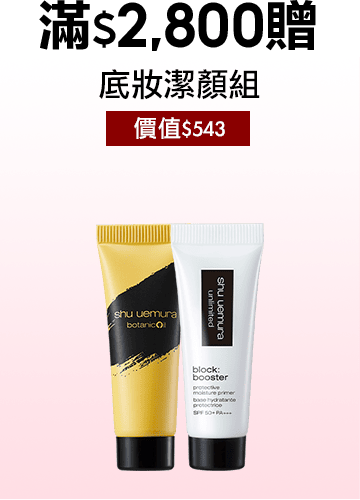 滿$2,800贈
底妝潔顏組
價值$543
shu uemura
botanicOil
shu uemura
unlimited
block:
booster
protective
moisture primer
base hydratante
protectrice
SPF 50+ PA+++